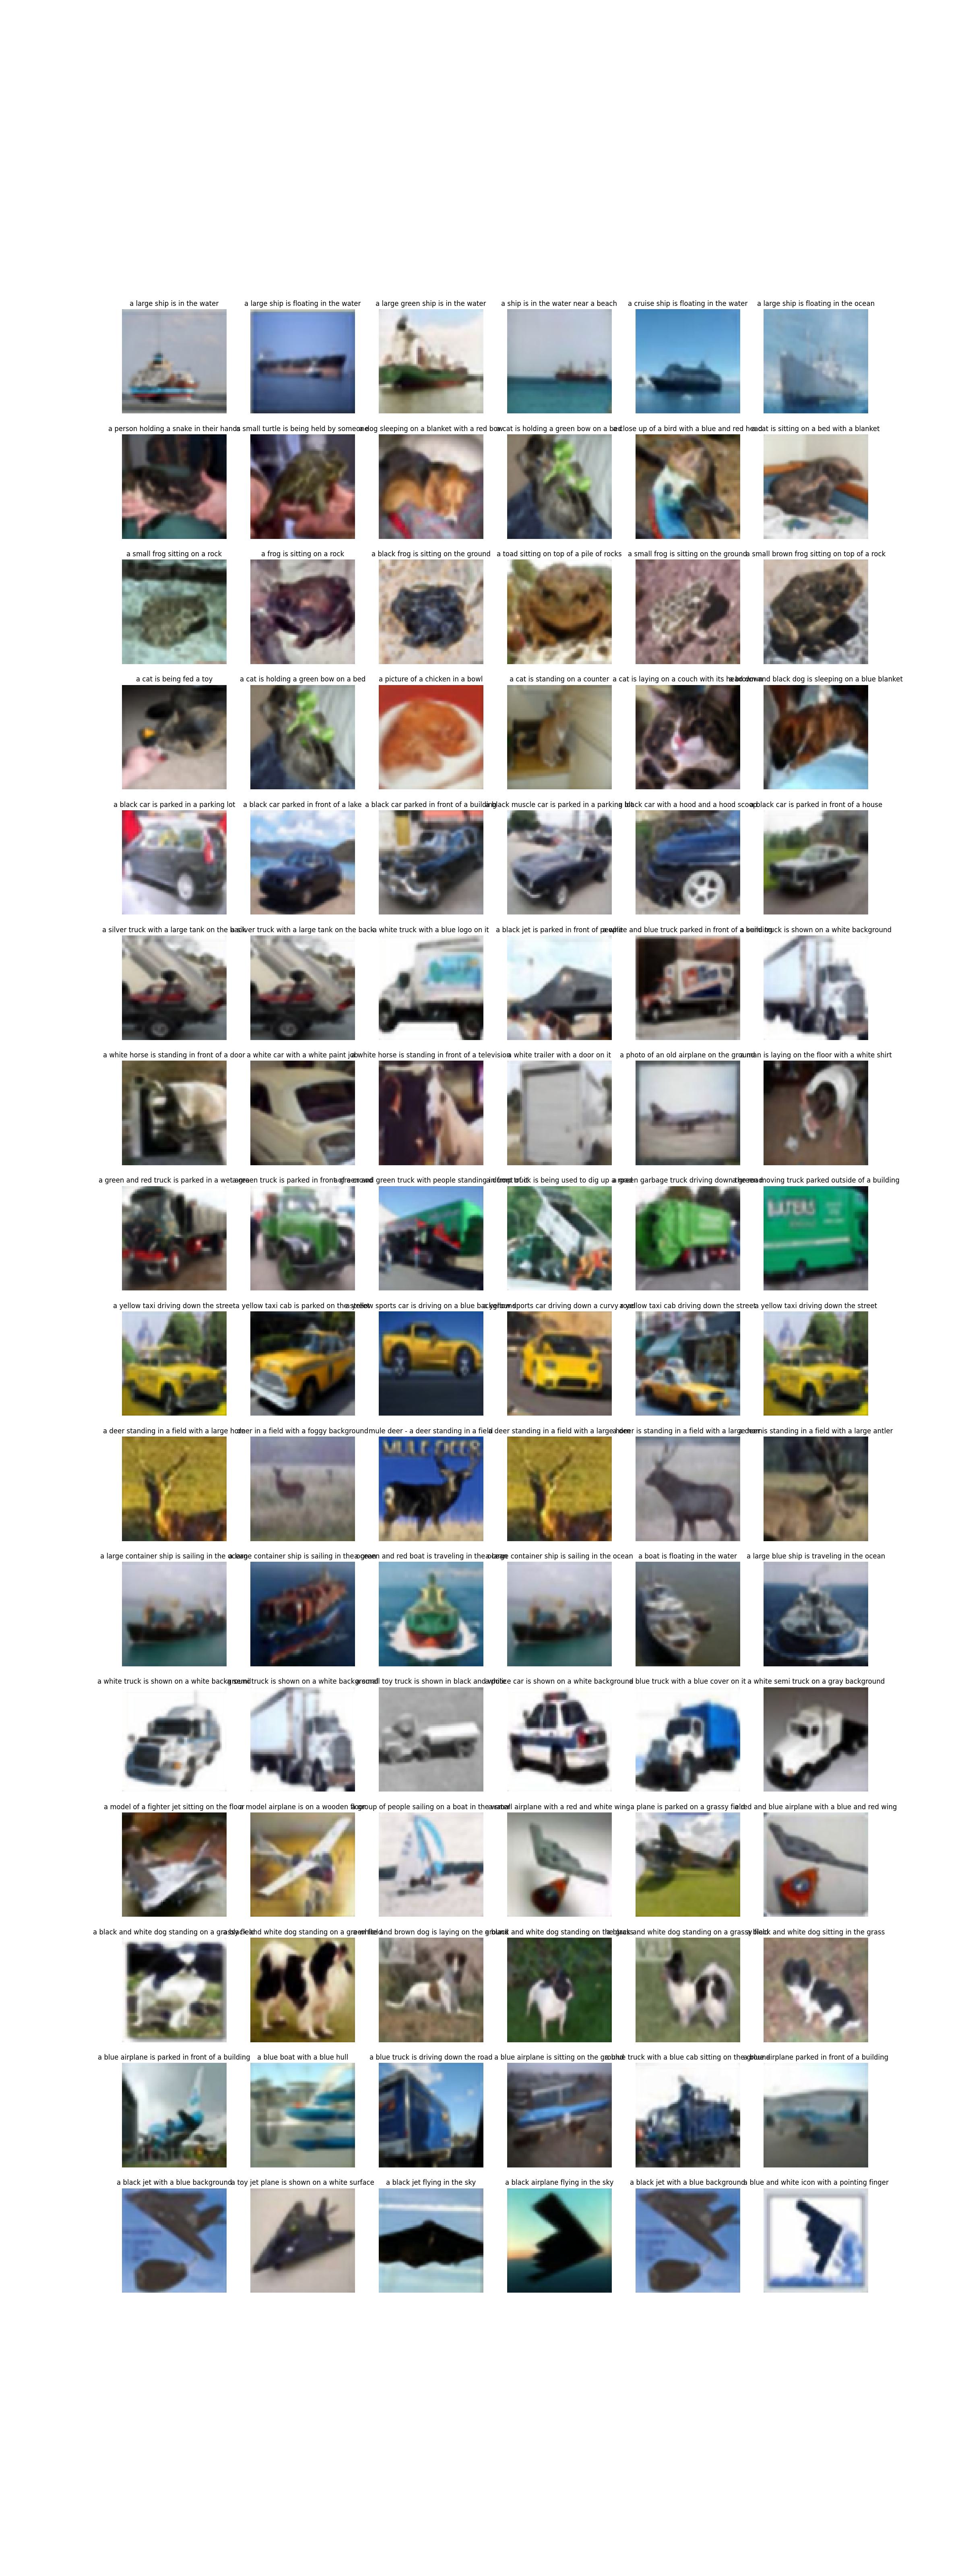 a large ship is in the water
a large ship is floating in the water
a large green ship is in the water
a ship is in the water near a beach
a cruise ship is floating in the water
a large ship is floating in the ocean
a person holding a snake in their hands
a small turtle is being held by someone
a dog sleeping on a blanket with a red bow
a cat is holding a green bow on a bed
a close up of a bird with a blue and red head
a cat is sitting on a bed with a blanket
a small frog sitting on a rock
a frog is sitting on a rock
a black frog is sitting on the ground
a toad sitting on top of a pile of rocks
a small frog is sitting on the ground
a small brown frog sitting on top of a rock
a cat is being fed a toy
a cat is holding a green bow on a bed
a picture of a chicken in a bowl
a cat is standing on a counter
a cat is laying on a couch with its head down
a brown and black dog is sleeping on a blue blanket
a black car is parked in a parking lot
a black car parked in front of a lake
a black car parked in front of a building
a black muscle car is parked in a parking lot
a black car with a hood and a hood scoop
a black car is parked in front of a house
a silver truck with a large tank on the back
a silver truck with a large tank on the back
a white truck with a blue logo on it
a black jet is parked in front of people
a white and blue truck parked in front of a building
a semi truck is shown on a white background
a white horse is standing in front of a door
a white car with a white paint job
a white horse is standing in front of a television
a white trailer with a door on it
a photo of an old airplane on the ground
a man is laying on the floor with a white shirt
a green and red truck is parked in a wet area
a green truck is parked in front of a crowd
a green and green truck with people standing in front of it
a dump truck is being used to dig up a road
a green garbage truck driving down the road
a green moving truck parked outside of a building
a yellow taxi driving down the street
a yellow taxi cab is parked on the street
a yellow sports car is driving on a blue background
a yellow sports car driving down a curvy road
a yellow taxi cab driving down the street
a yellow taxi driving down the street
a deer standing in a field with a large horn
deer in a field with a foggy background
mule deer - a deer standing in a field
MULE DEER
a deer standing in a field with a large horn
a deer is standing in a field with a large horn
a deer is standing in a field with a large antler
a large container ship is sailing in the ocean
a large container ship is sailing in the ocean
a green and red boat is traveling in the ocean
a large container ship is sailing in the ocean
a boat is floating in the water
a large blue ship is traveling in the ocean
a white truck is shown on a white background
a semi truck is shown on a white background
a small toy truck is shown in black and white
a police car is shown on a white background
a blue truck with a blue cover on it
a white semi truck on a gray background
a model of a fighter jet sitting on the floor
a model airplane is on a wooden floor
a group of people sailing on a boat in the water
a small airplane with a red and white wing
a plane is parked on a grassy field
a red and blue airplane with a blue and red wing
a black and white dog standing on a grassy field
a black and white dog standing on a green field
a white and brown dog is laying on the ground
a black and white dog standing on the grass
a black and white dog standing on a grassy field
a black and white dog sitting in the grass
a blue airplane is parked in front of a building
a blue boat with a blue hull
a blue truck is driving down the road
a blue airplane is sitting on the ground
a blue truck with a blue cab sitting on the ground
a blue airplane parked in front of a building
a black jet with a blue background
a toy jet plane is shown on a white surface
a black jet flying in the sky
a black airplane flying in the sky
a black jet with a blue background
a blue and white icon with a pointing finger